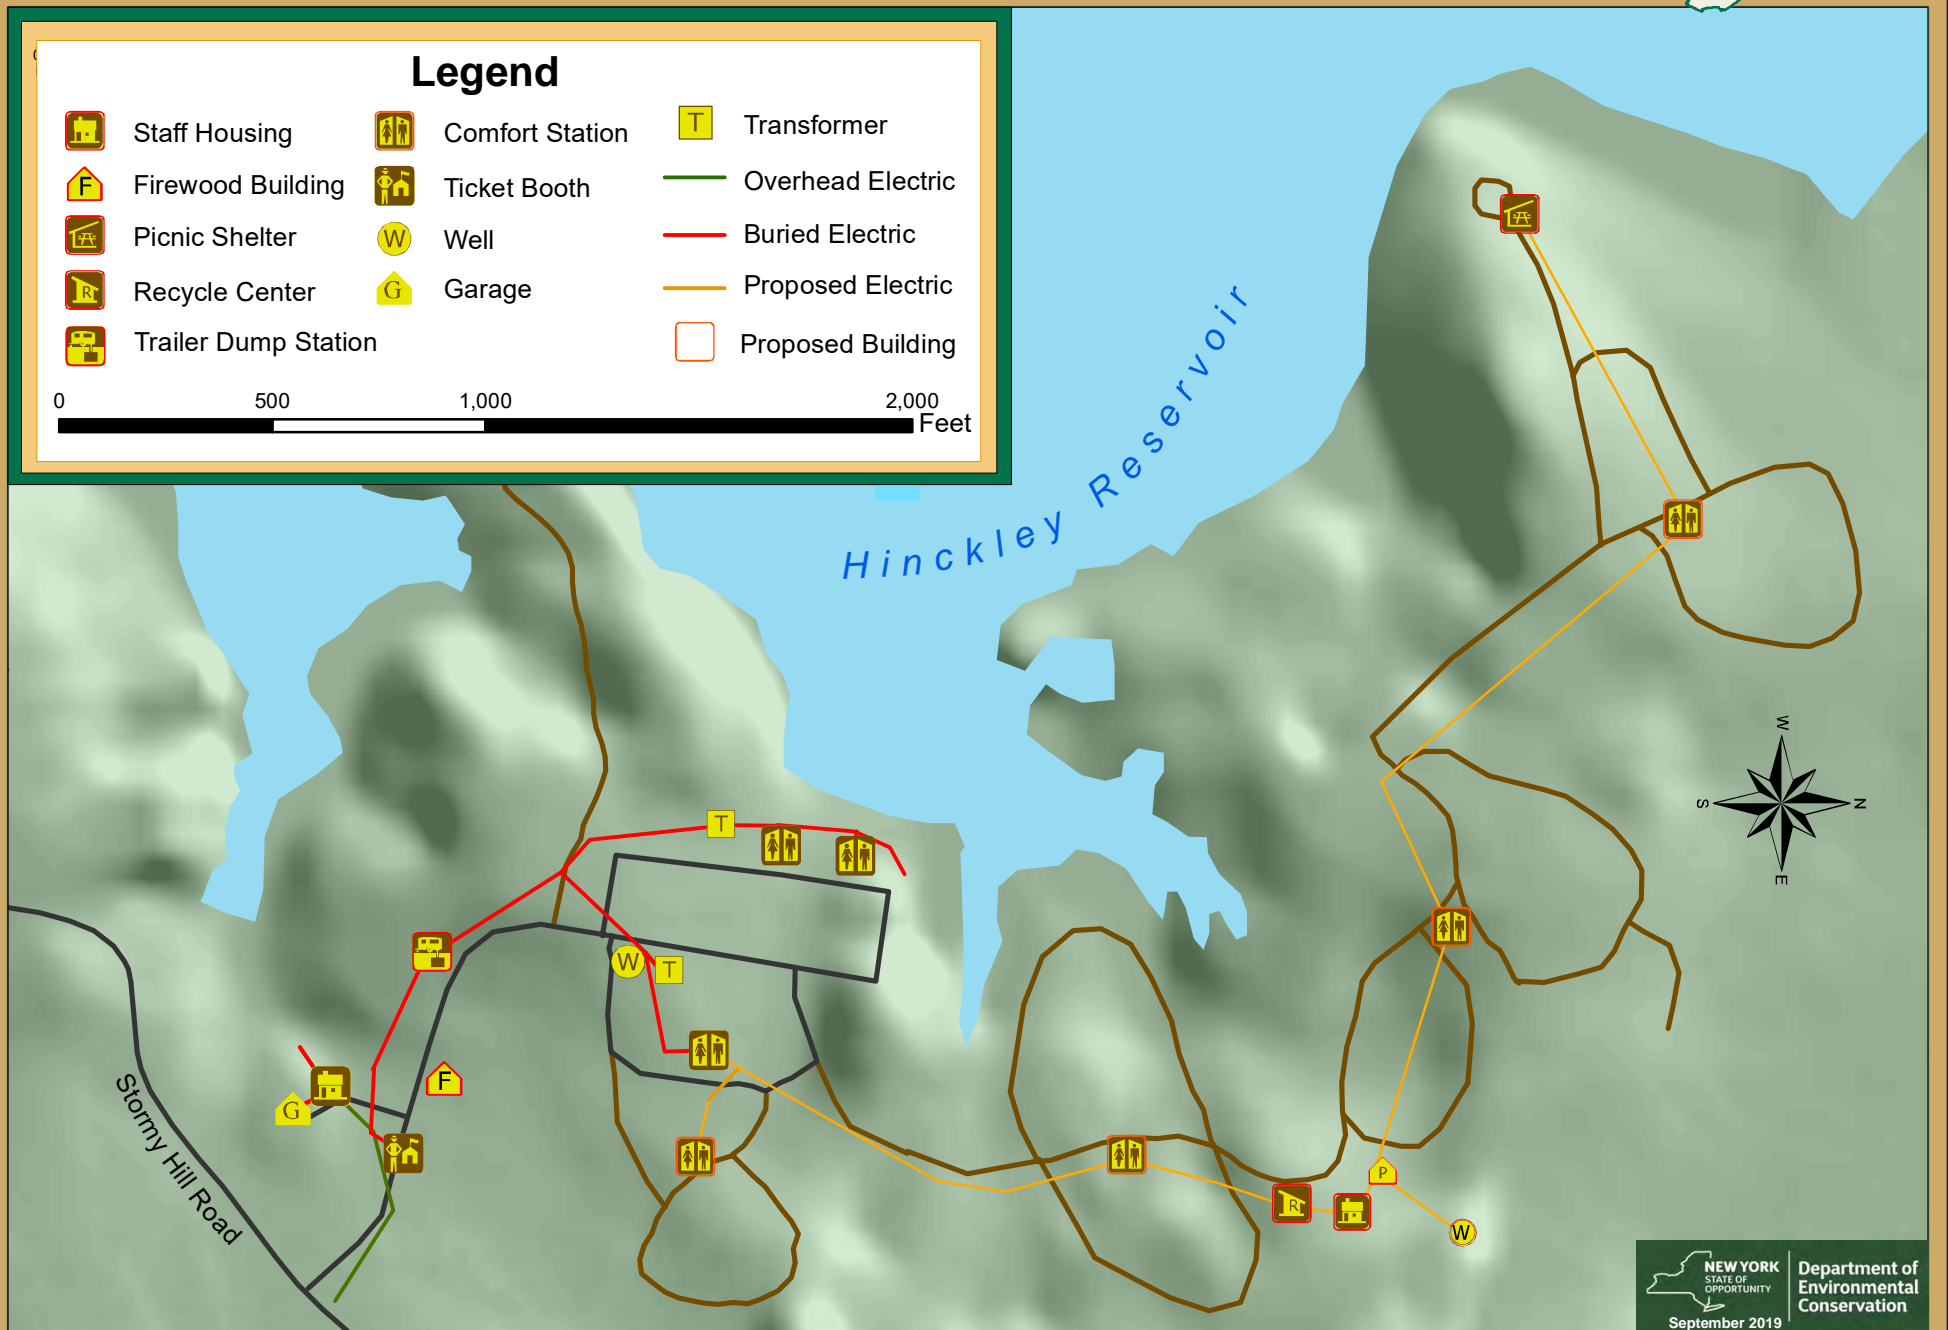 Legend
Staff Housing
F
Firewood Building
Picnic Shelter
R
Recycle Center
Trailer Dump Station
Comfort Station
Ticket Booth
W
Well
G
Garage
T
Transformer
Overhead Electric
Buried Electric
Proposed Electric
Proposed Building
0 500 1,000 2,000
Feet
Hinckley Reservoir
W
S N
E
T
W
T
F
G
Stormy Hill Road
P
R
W
NEW YORK
STATE OF
OPPORTUNITY
Department of
Environmental
Conservation
September 2019